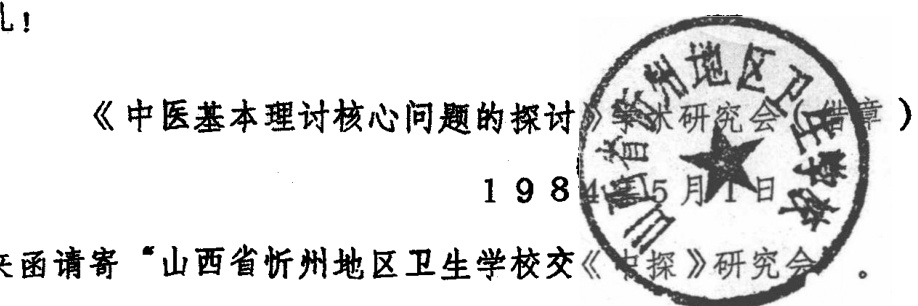 礼！
《中医基本理讨核心问题的探讨》学术研究会（借章）
1984年5月1日
来函请寄“山西省忻州地区卫生学校交《中探》研究会”。
山西省忻州地区卫生学校